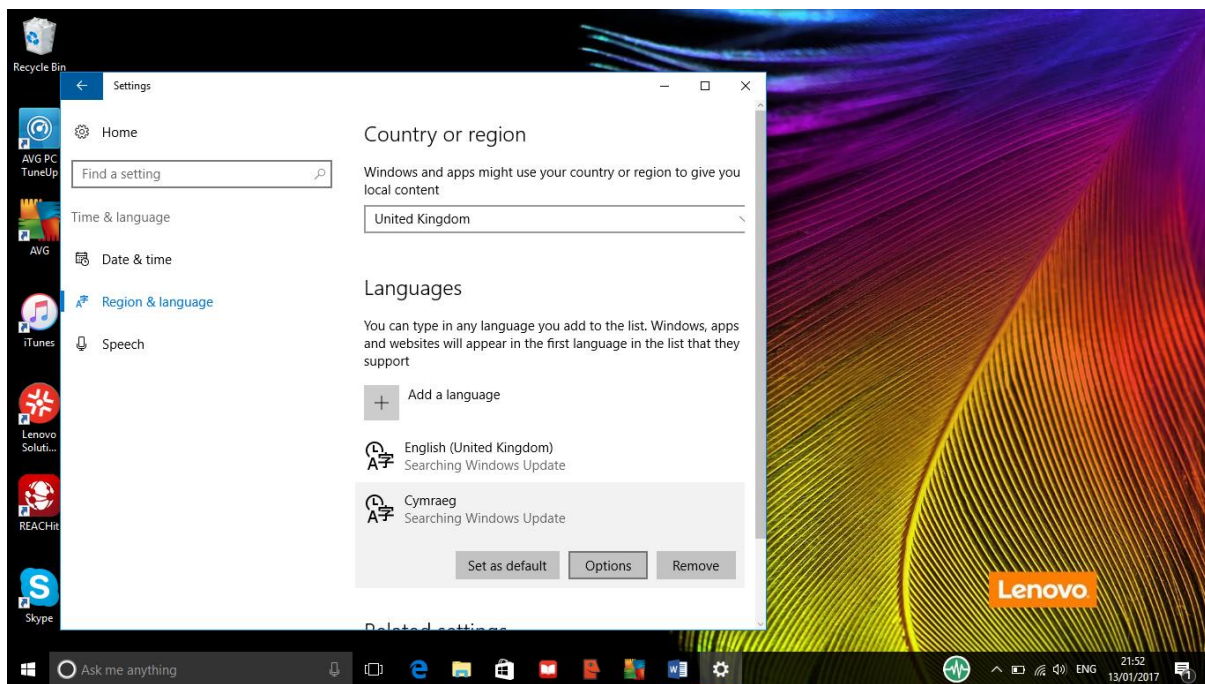 Recycle Bin
Settings
Home
Find a setting
Time & language
Date & time
Region & language
Speech
Country or region
Windows and apps might use your country or region to give you
local content
United Kingdom
Languages
You can type in any language you add to the list. Windows, apps
and websites will appear in the first language in the list that they
support
Add a language
English (United Kingdom)
Searching Windows Update
Cymraeg
Searching Windows Update
Set as default Options Remove
Related settings
AVG PC
TuneUp
AVG
iTunes
Lenovo
Soluti...
REACHit
Skype
Lenovo
Ask me anything
ENG
21:52
13/01/2017